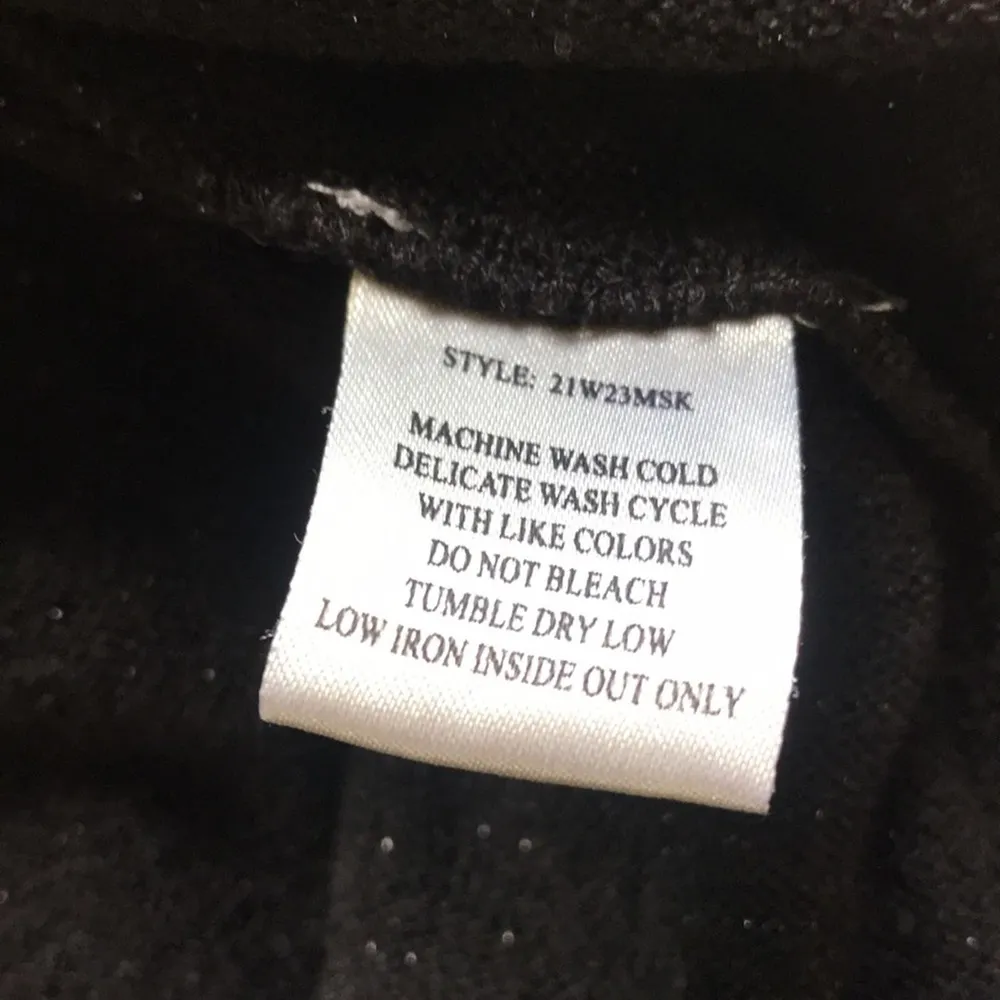 STYLE: 21W23MSK
MACHINE WASH COLD
DELICATE WASH CYCLE
WITH LIKE COLORS
DO NOT BLEACH
TUMBLE DRY LOW
LOW IRON INSIDE OUT ONLY